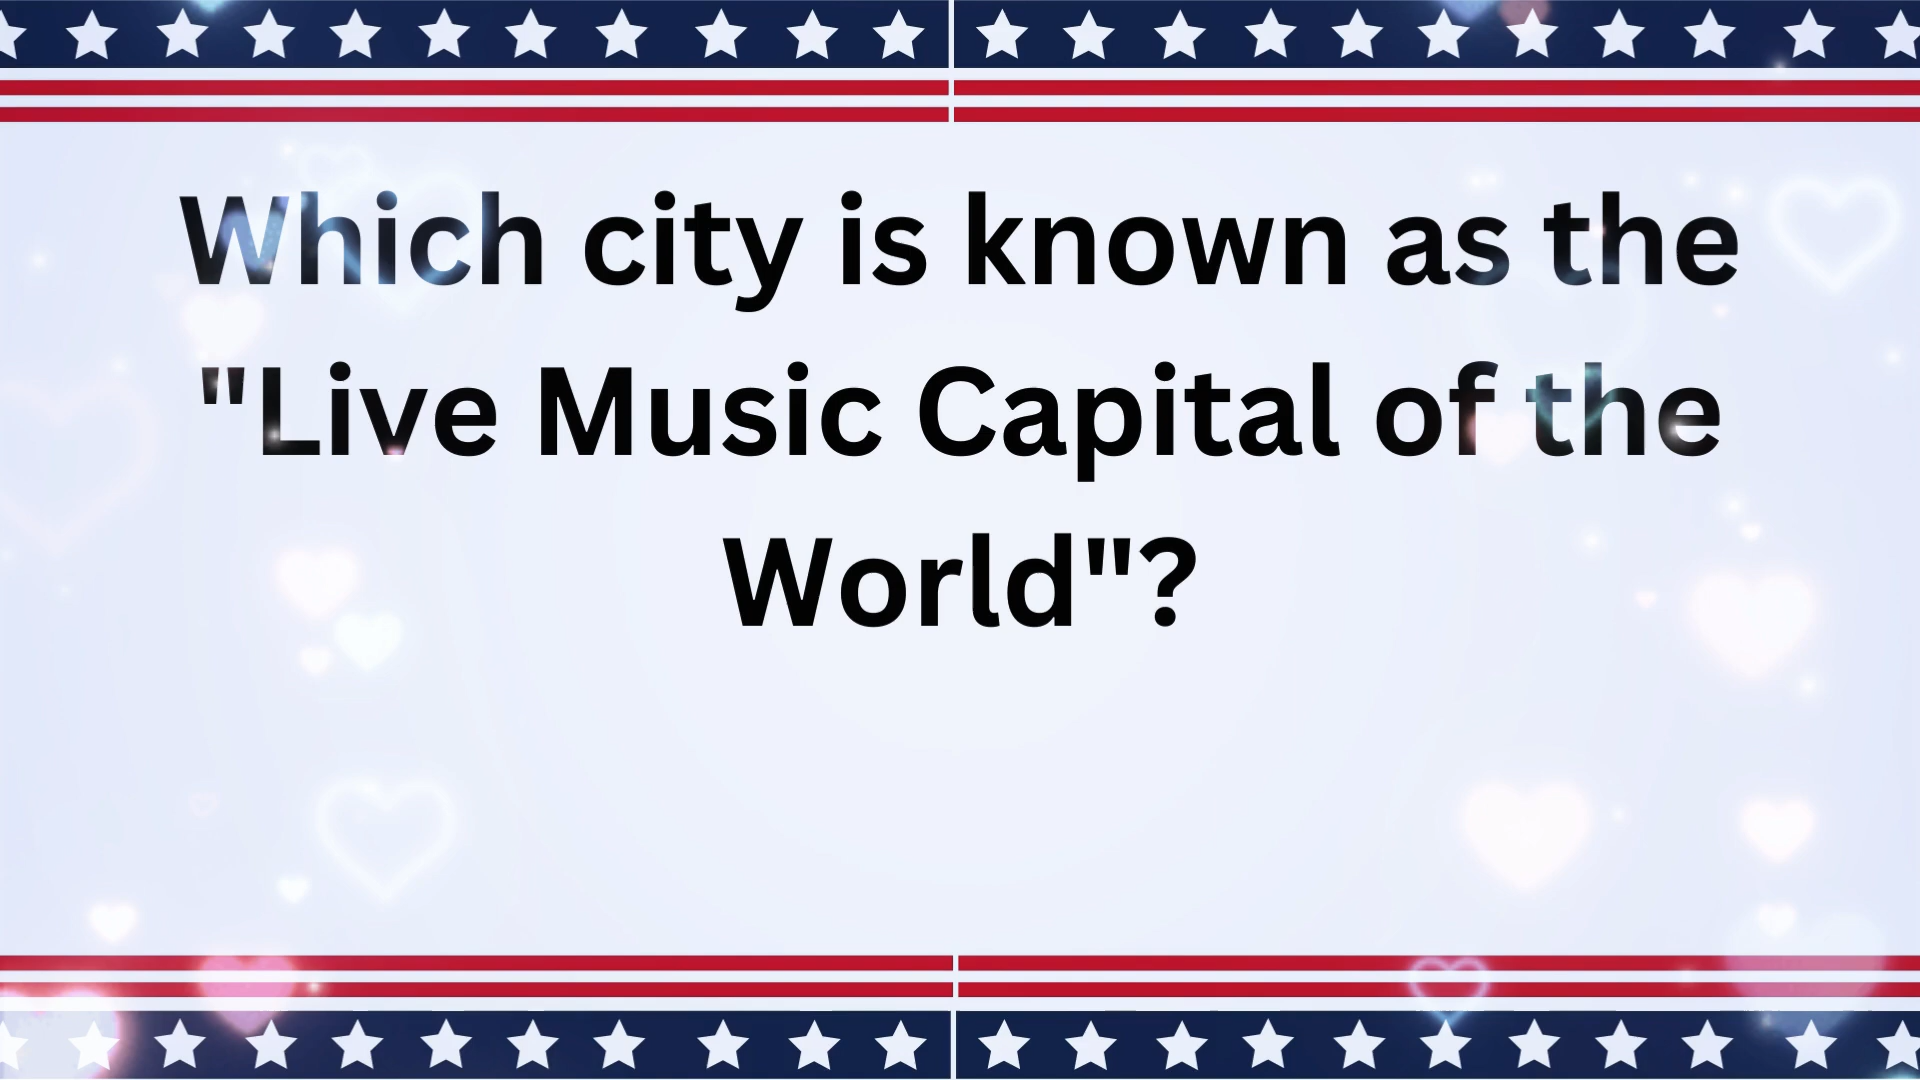 Which city is known as the
"Live Music Capital of the
World"?